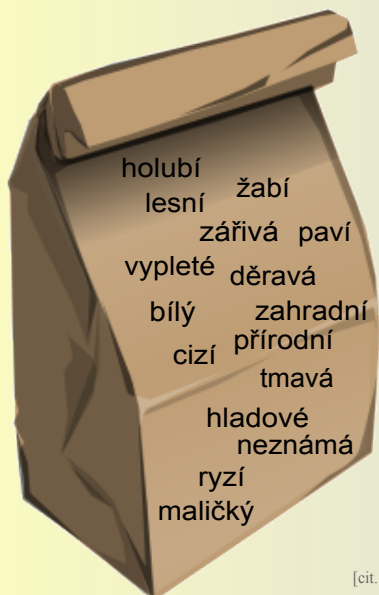 holubí
žabí
lesní
zářivá paví
vypleté
děravá
bílý
zahradní
přírodní
cizí
tmavá
hladové
neznámá
ryzí
maličký
[cit.